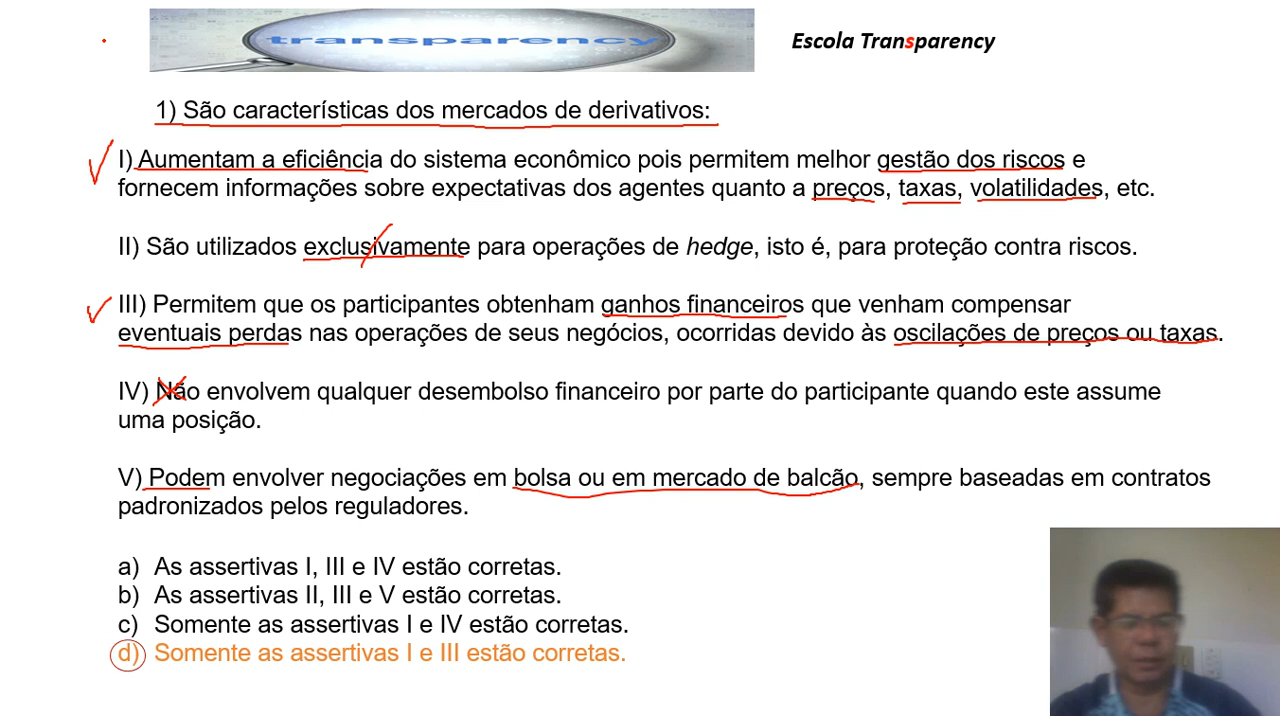 transparency
Escola Transparency
1) São características dos mercados de derivativos:
I) Aumentam a eficiência do sistema econômico pois permitem melhor gestão dos riscos e
fornecem informações sobre expectativas dos agentes quanto a preços, taxas, volatilidades, etc.
II) São utilizados exclusivamente para operações de hedge, isto é, para proteção contra riscos.
III) Permitem que os participantes obtenham ganhos financeiros que venham compensar
eventuais perdas nas operações de seus negócios, ocorridas devido às oscilações de preços ou taxas.
IV) Não envolvem qualquer desembolso financeiro por parte do participante quando este assume
uma posição.
V) Podem envolver negociações em bolsa ou em mercado de balcão, sempre baseadas em contratos
padronizados pelos reguladores.
a) As assertivas I, III e IV estão corretas.
b) As assertivas II, III e V estão corretas.
c) Somente as assertivas I e IV estão corretas.
d) Somente as assertivas I e III estão corretas.